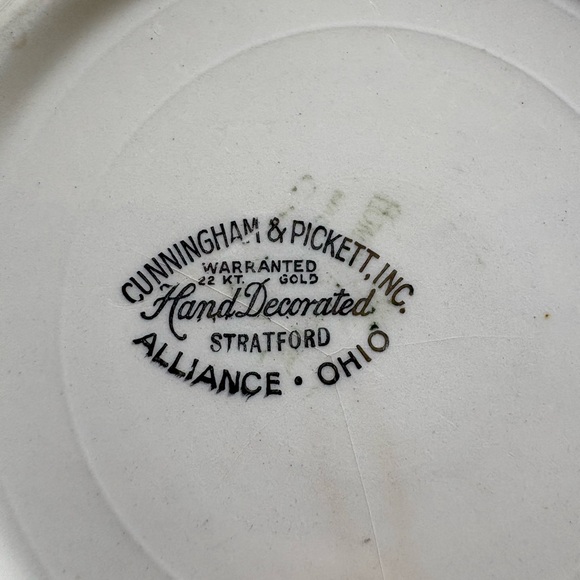 CUNNINGHAM & PICKETT, INC.
WARRANTED
22 KT. GOLD
Hand Decorated
STRATFORD
ALLIANCE • OHIO